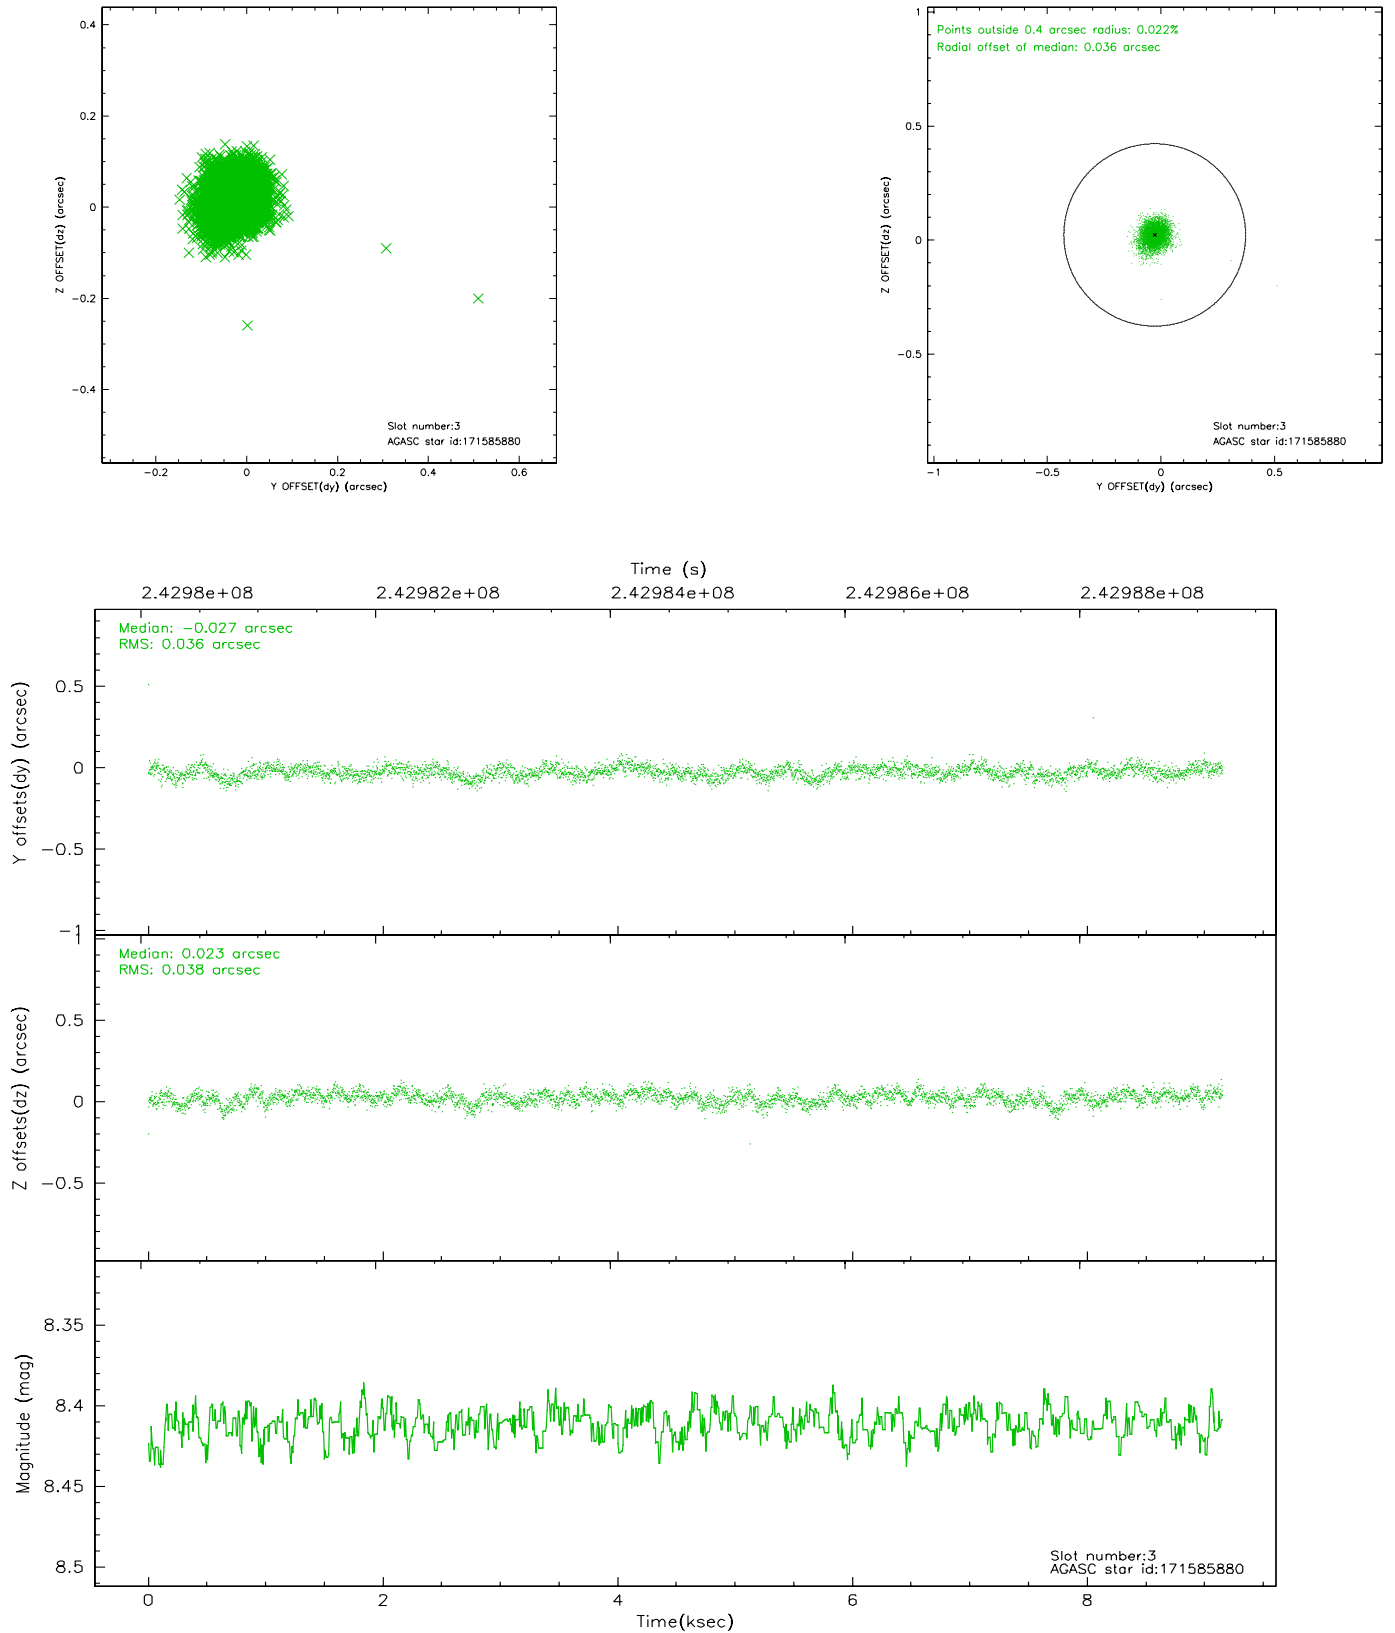 0.4
0.2
0
−0.2
−0.4
Z OFFSET(dz) (arcsec)
Slot number:3
AGASC star id:171585880
−0.2 0 0.2 0.4 0.6
Y OFFSET(dy) (arcsec)
1
0.5
0
−0.5
Z OFFSET(dz) (arcsec)
Points outside 0.4 arcsec radius: 0.022%
Radial offset of median: 0.036 arcsec
Slot number:3
AGASC star id:171585880
−1 −0.5 0 0.5
Y OFFSET(dy) (arcsec)
Time (s)
2.4298e+08 2.42982e+08 2.42984e+08 2.42986e+08 2.42988e+08
Median: −0.027 arcsec
RMS: 0.036 arcsec
0.5
0
−0.5
−1
Y offsets(dy) (arcsec)
1
Median: 0.023 arcsec
RMS: 0.038 arcsec
0.5
0
−0.5
Z offsets(dz) (arcsec)
8.35
8.4
8.45
8.5
Magnitude (mag)
Slot number:3
AGASC star id:171585880
0 2 4 6 8
Time(ksec)